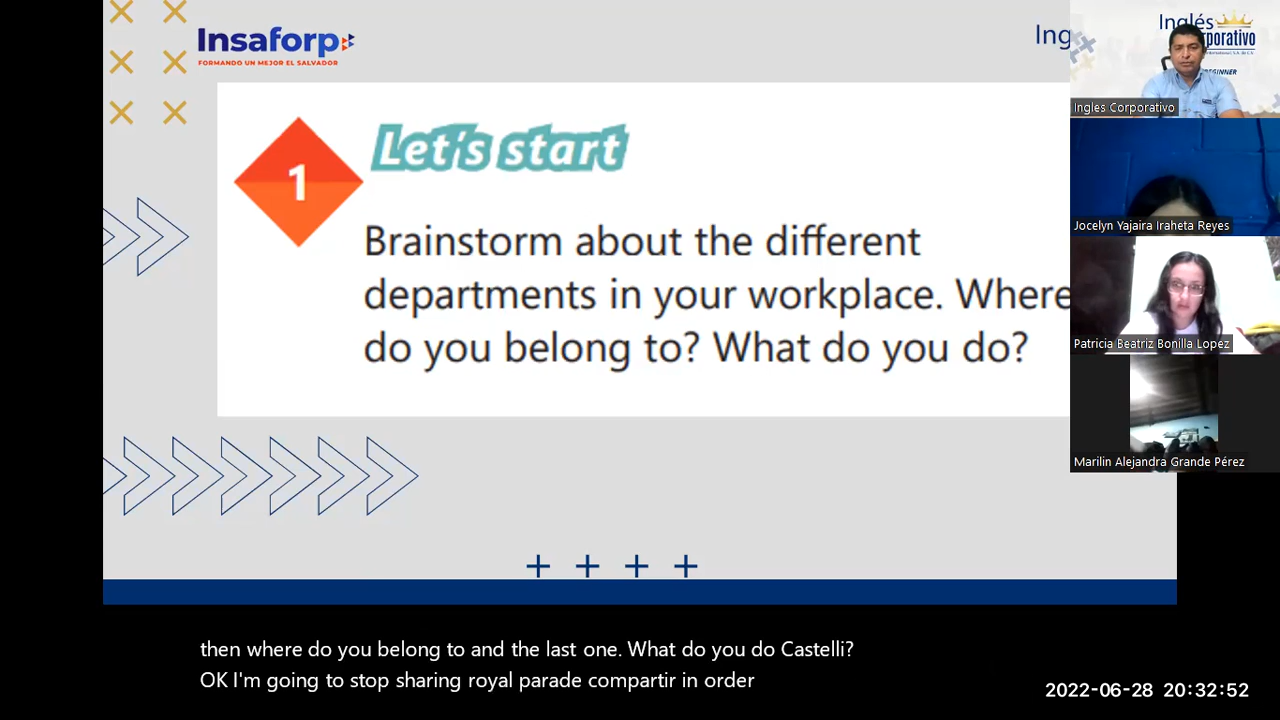 Insaforp
FORMANDO UN MEJOR EL SALVADOR
Ing
Inglés
Corporativo
BEGINNER
Ingles Corporativo
1
Let's start
Brainstorm about the different
departments in your workplace. Where
do you belong to? What do you do?
Jocelyn Yajaira Iraheta Reyes
Patricia Beatriz Bonilla Lopez
Marilin Alejandra Grande Pérez
then where do you belong to and the last one. What do you do Castelli?
OK I'm going to stop sharing royal parade compartir in order
2022-06-28 20:32:52